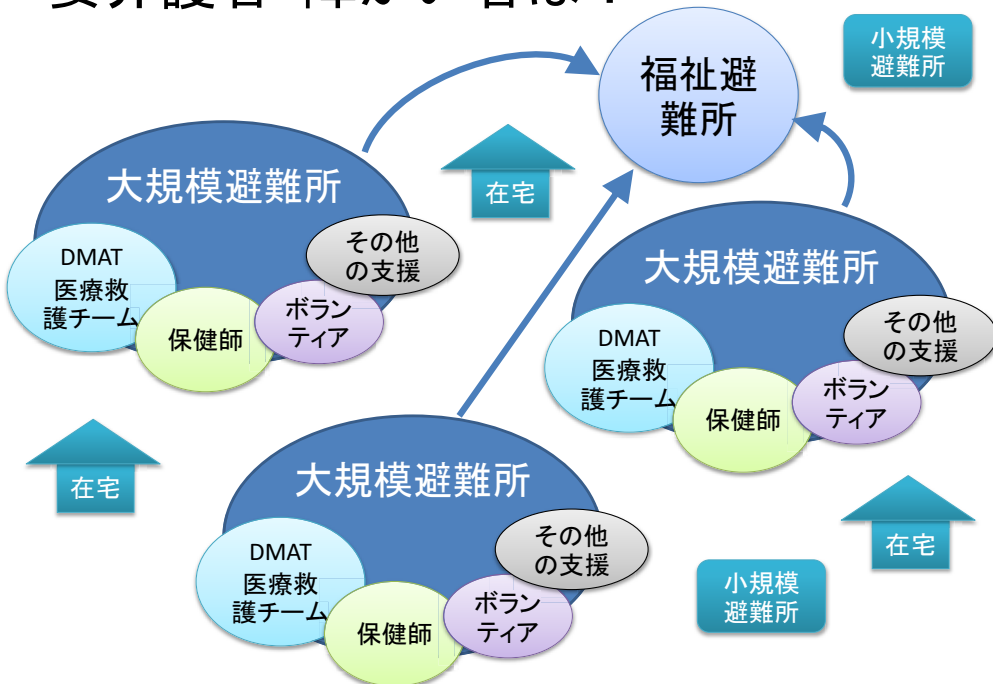 福祉避
難所
小規模
避難所
在宅
大規模避難所
その他
の支援
DMAT
医療救
護チーム
保健師
ボラン
ティア
大規模避難所
その他
の支援
DMAT
医療救
護チーム
保健師
ボラン
ティア
在宅
大規模避難所
その他
の支援
DMAT
医療救
護チーム
保健師
ボラン
ティア
在宅
小規模
避難所